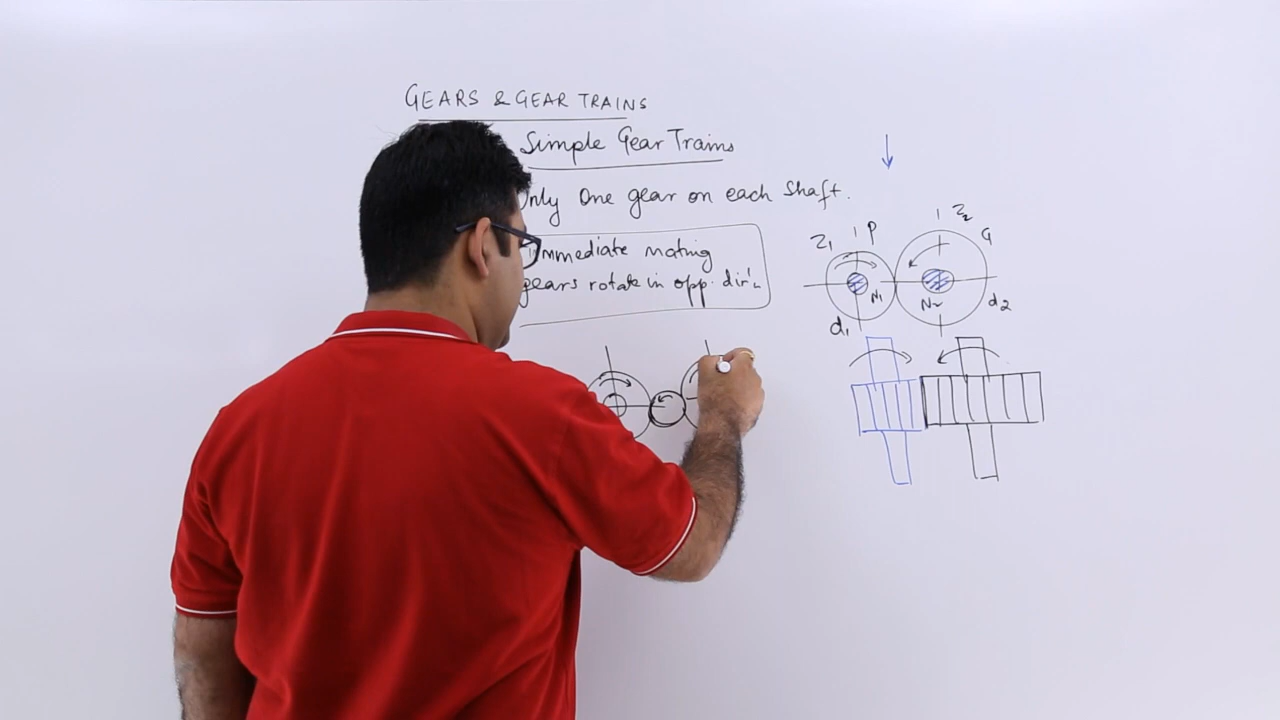 GEARS & GEAR TRAINS
Simple Gear Trains
Only One gear on each Shaft.
Immediate mating
gears rotate in opp. dir'n
Z1 P
Z2
G
N1
N2
d1
d2